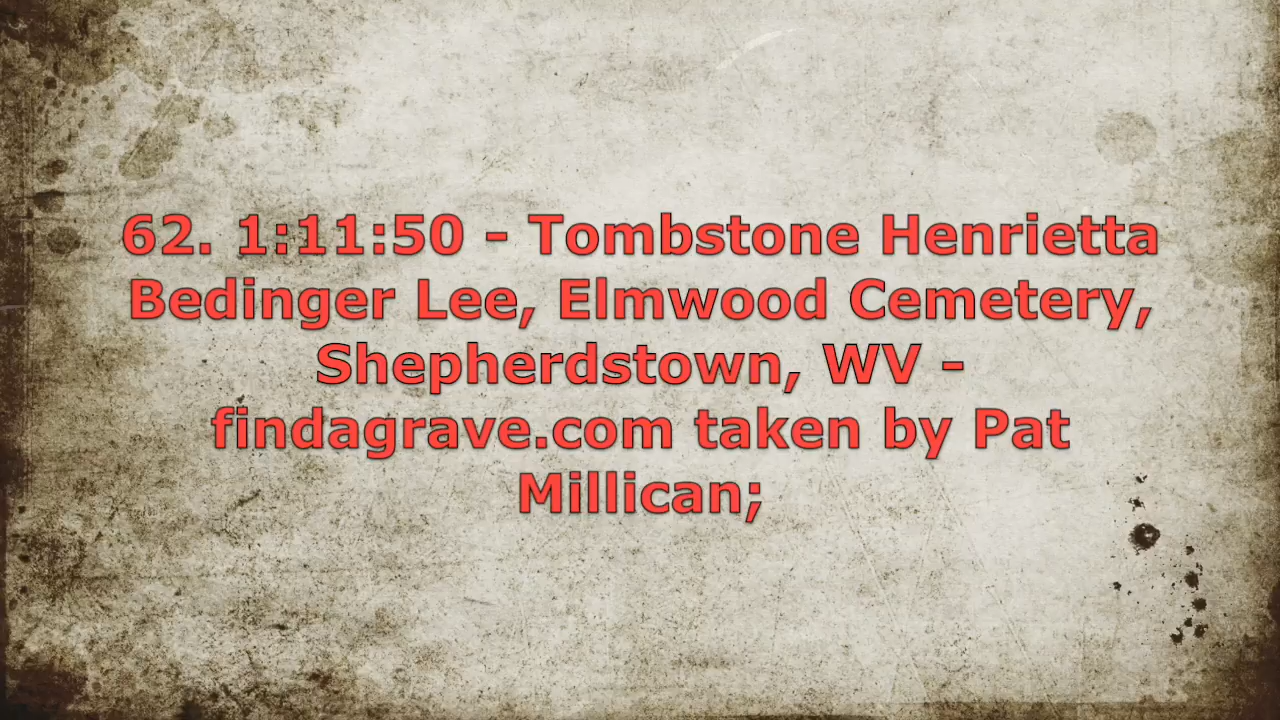 62. 1:11:50 - Tombstone Henrietta
Bedinger Lee, Elmwood Cemetery,
Shepherdstown, WV -
findagrave.com taken by Pat
Millican;